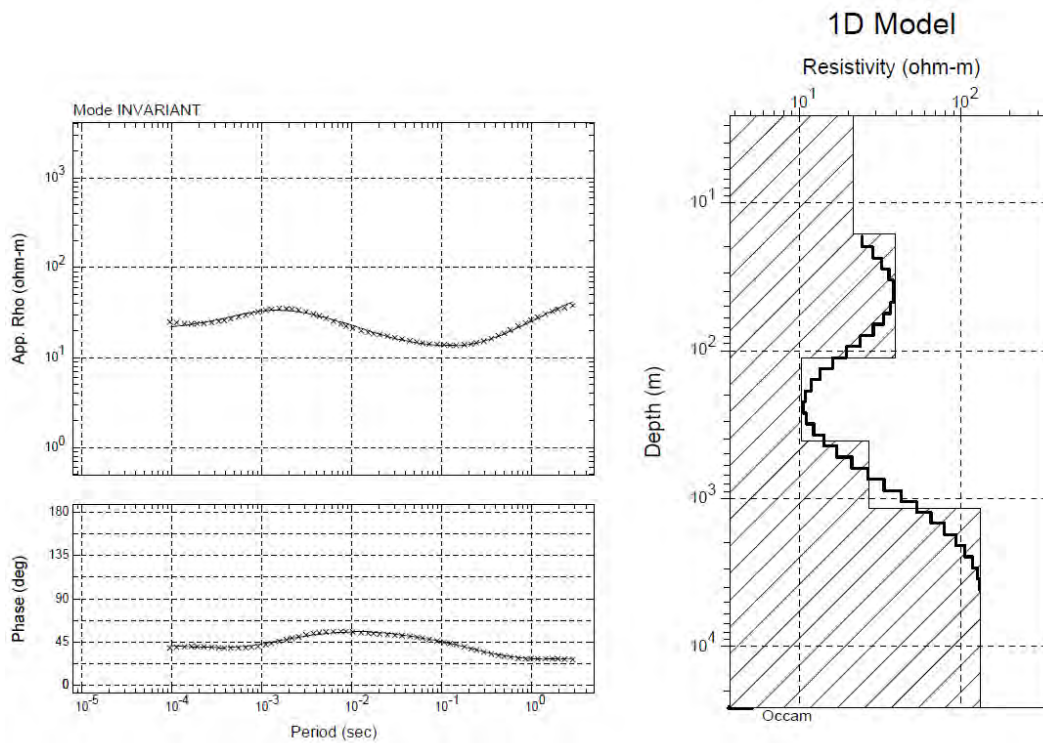 Mode INVARIANT
App. Rho (ohm-m)
10^3
10^2
10^1
10^0
Phase (deg)
180
135
90
45
0
10^-5
10^-4
10^-3
10^-2
10^-1
10^0
Period (sec)
1D Model
Resistivity (ohm-m)
10^1
10^2
Depth (m)
10^1
10^2
10^3
10^4
Occam